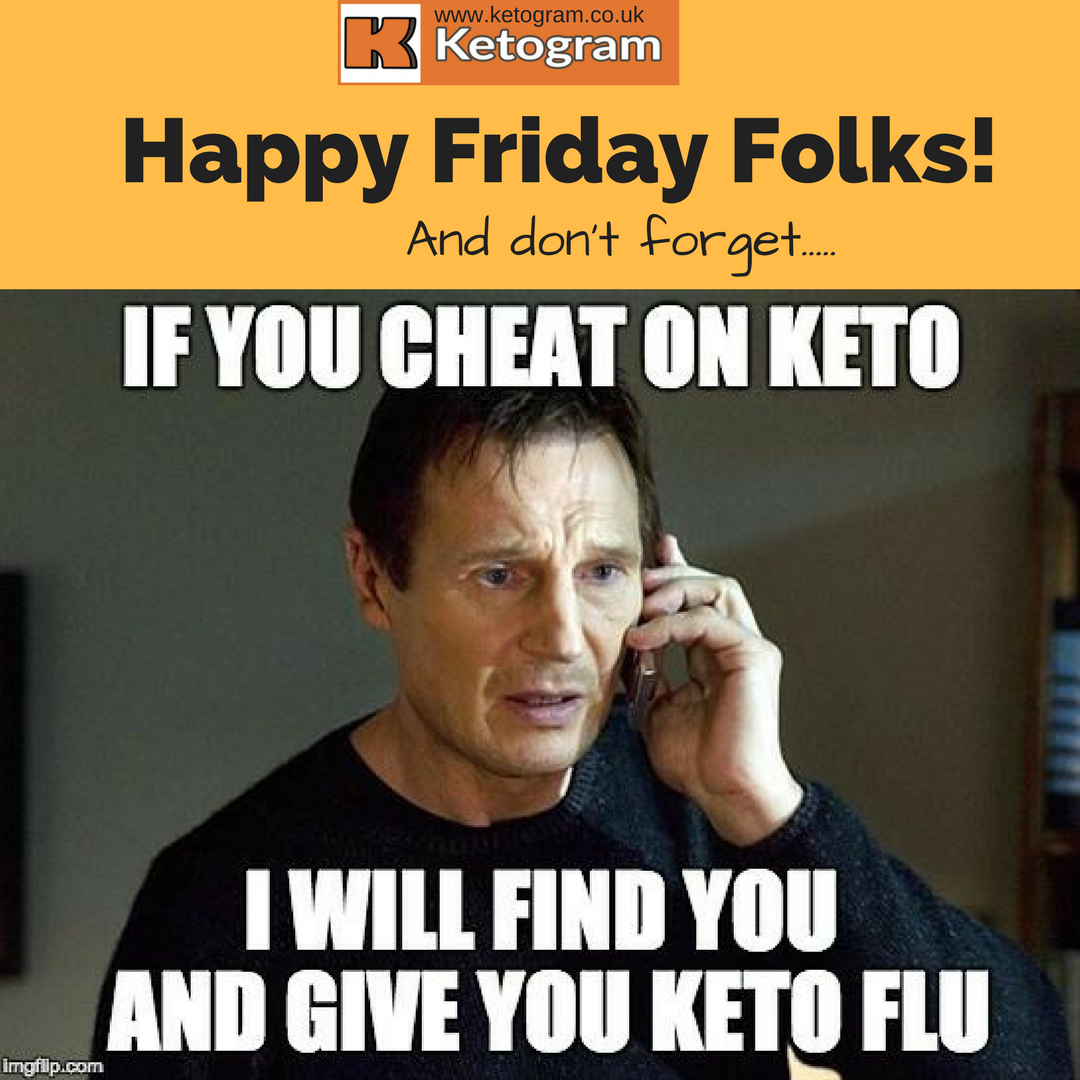 www.ketogram.co.uk
K Ketogram
Happy Friday Folks!
And don't forget.....
IF YOU CHEAT ON KETO
I WILL FIND YOU
AND GIVE YOU KETO FLU
imgflip.com